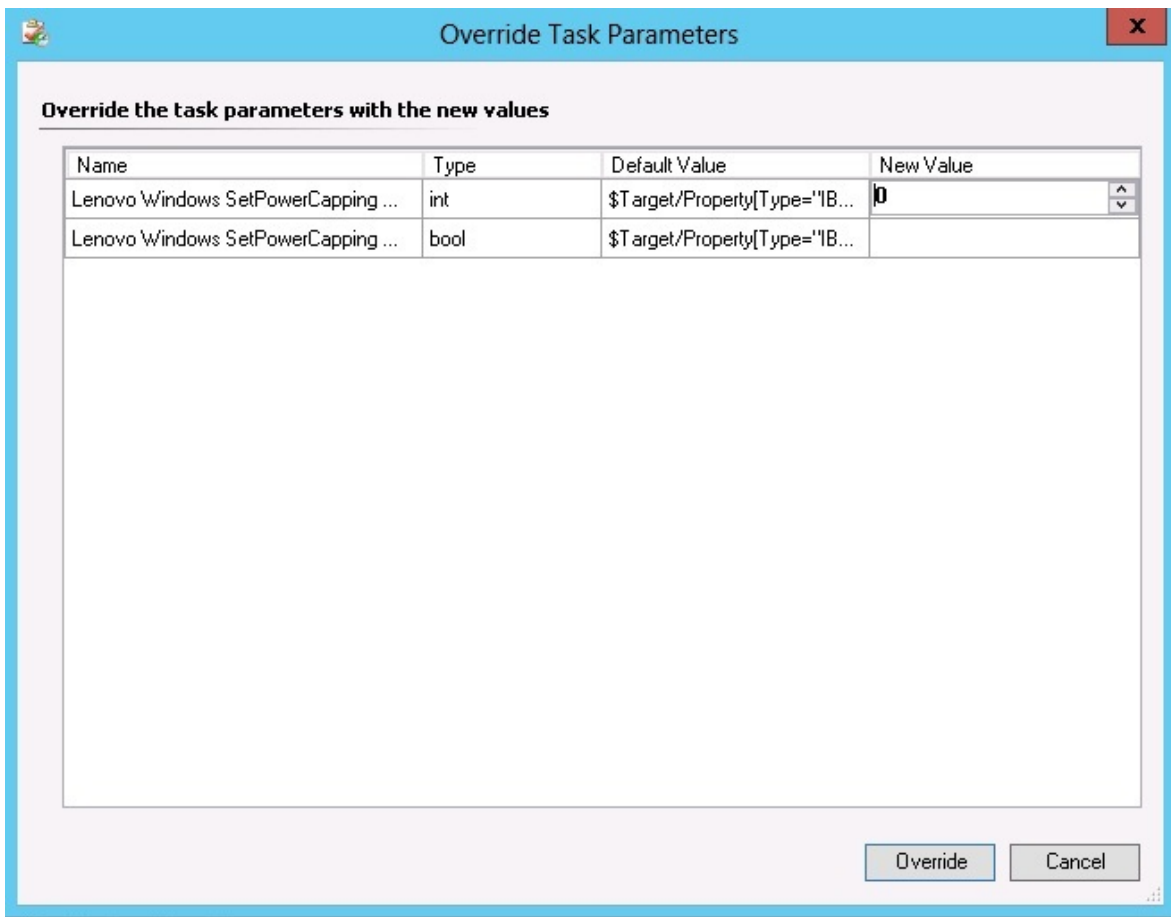 Override Task Parameters
x
Override the task parameters with the new values
Name Type Default Value New Value
Lenovo Windows SetPowerCapping ... int $Target/Property[Type="IB... 0
Lenovo Windows SetPowerCapping ... bool $Target/Property[Type="IB...
Override Cancel